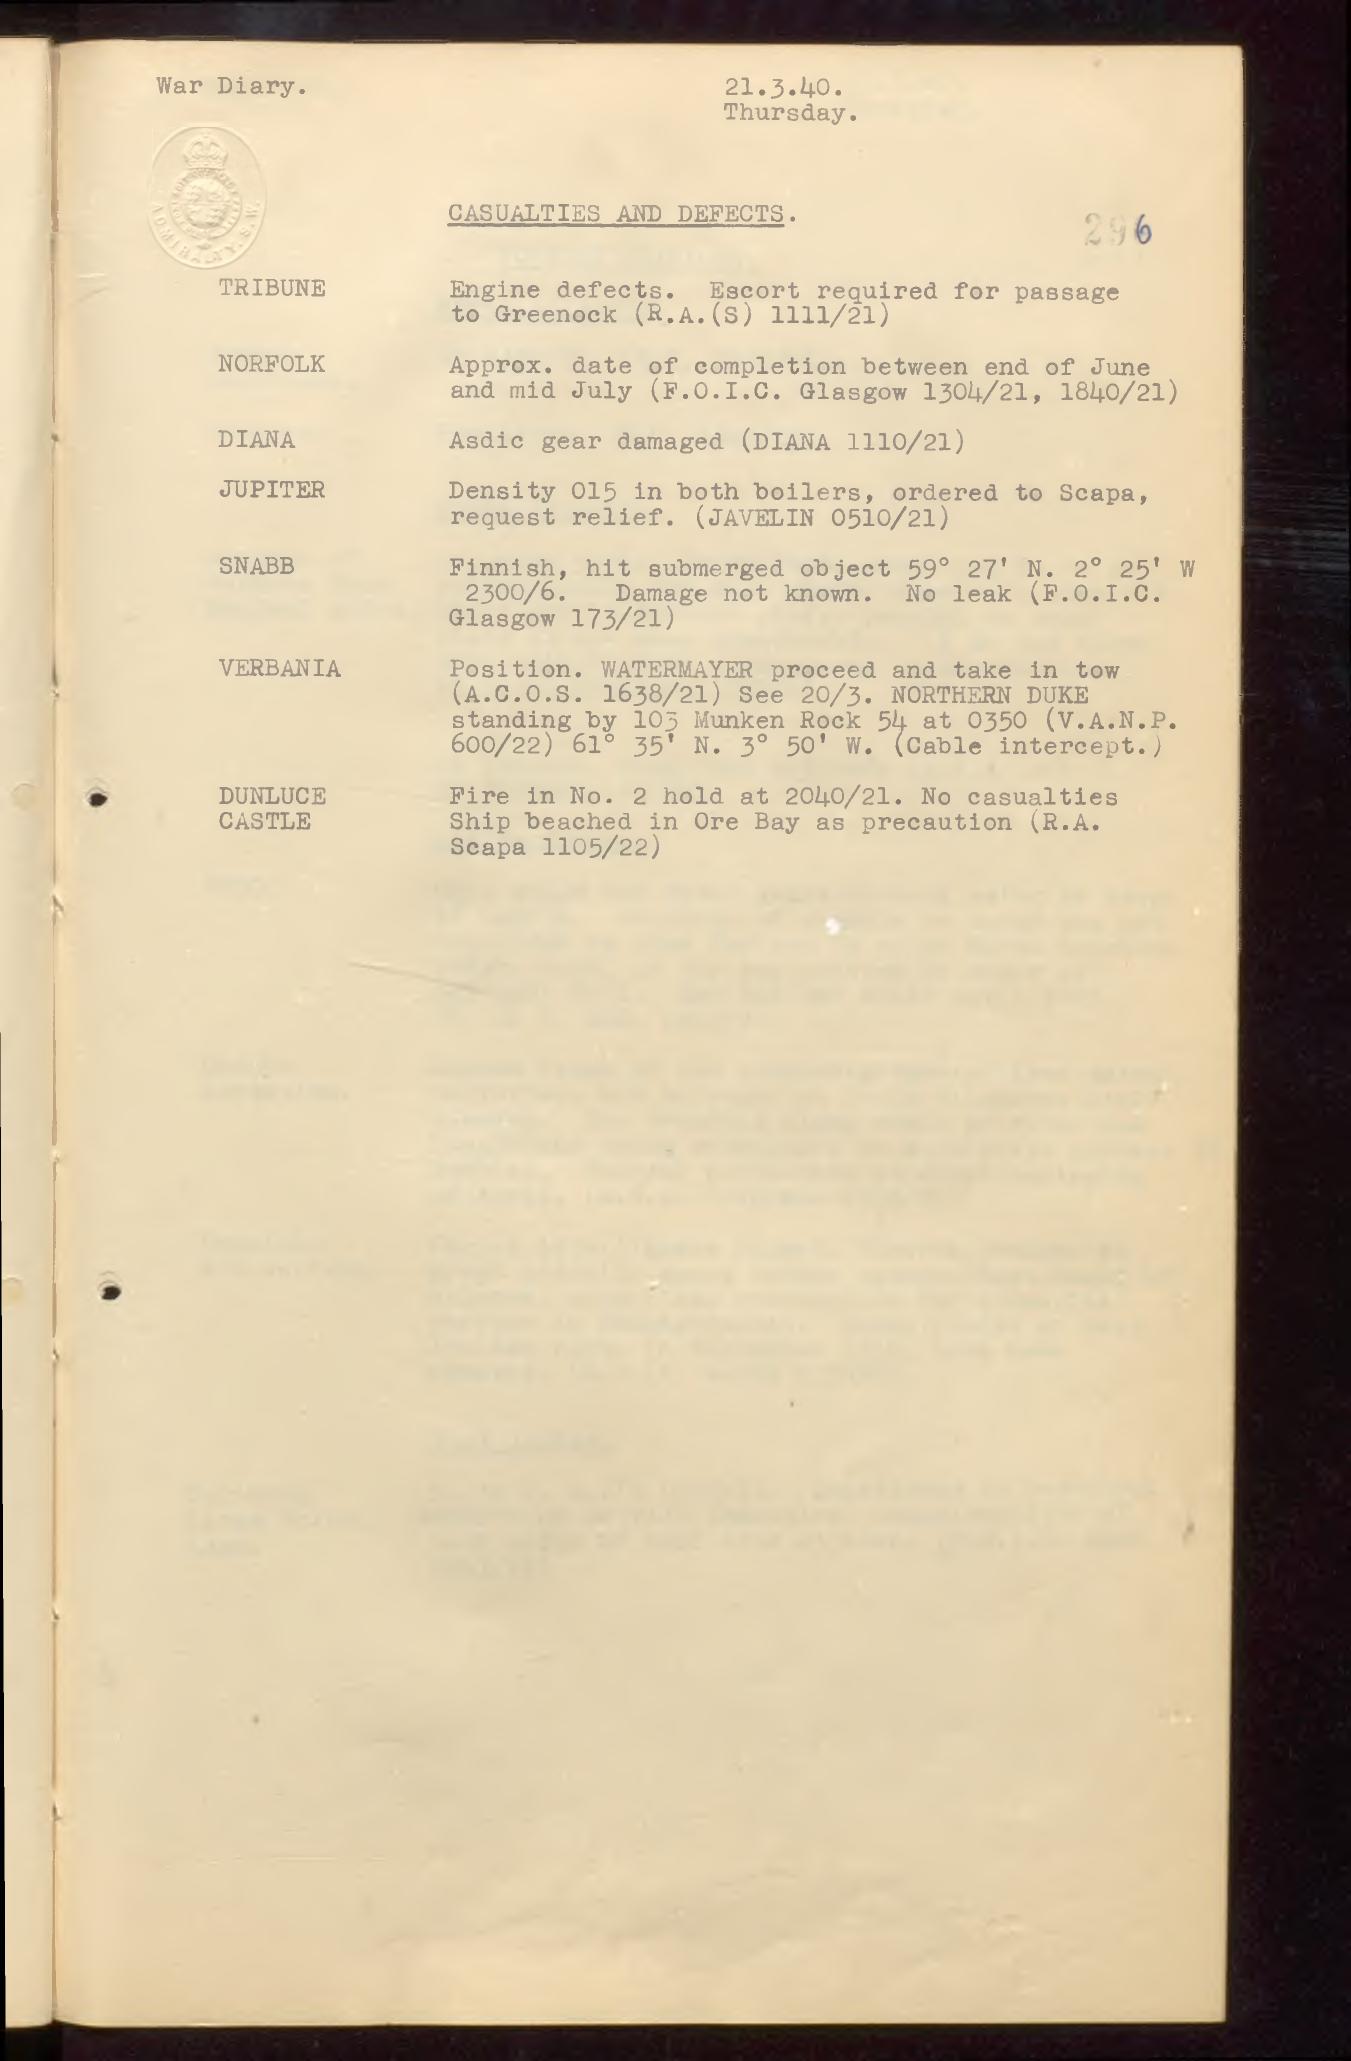 War Diary.
21.3.40.
Thursday.
ADMIRALTY. S.W.
CASUALTIES AND DEFECTS.
296
TRIBUNE Engine defects. Escort required for passage
to Greenock (R.A.(S) 1111/21)
NORFOLK Approx. date of completion between end of June
and mid July (F.O.I.C. Glasgow 1304/21, 1840/21)
DIANA Asdic gear damaged (DIANA 1110/21)
JUPITER Density 015 in both boilers, ordered to Scapa,
request relief. (JAVELIN 0510/21)
SNABB Finnish, hit submerged object 59° 27' N. 2° 25' W
2300/6. Damage not known. No leak (F.O.I.C.
Glasgow 173/21)
VERBANIA Position. WATERMAYER proceed and take in tow
(A.C.O.S. 1638/21) See 20/3. NORTHERN DUKE
standing by 103 Munken Rock 54 at 0350 (V.A.N.P.
600/22) 61° 35' N. 3° 50' W. (Cable intercept.)
DUNLUCE Fire in No. 2 hold at 2040/21. No casualties
CASTLE Ship beached in Ore Bay as precaution (R.A.
Scapa 1105/22)